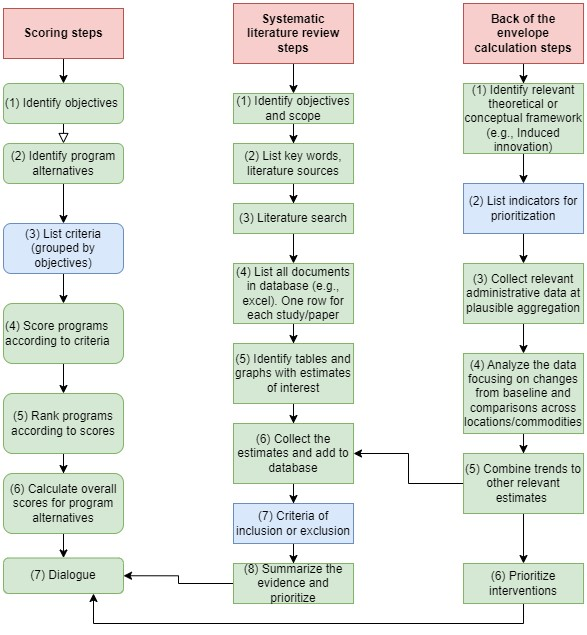 Scoring steps
(1) Identify objectives
(2) Identify program
alternatives
(3) List criteria
(grouped by
objectives)
(4) Score programs
according to criteria
(5) Rank programs
according to scores
(6) Calculate overall
scores for program
alternatives
(7) Dialogue
Systematic
literature review
steps
(1) Identify objectives
and scope
(2) List key words,
literature sources
(3) Literature search
(4) List all documents
in database (e.g.,
excel). One row for
each study/paper
(5) Identify tables and
graphs with estimates
of interest
(6) Collect the
estimates and add to
database
(7) Criteria of
inclusion or exclusion
(8) Summarize the
evidence and
prioritize
Back of the
envelope
calculation steps
(1) Identify relevant
theoretical or
conceptual framework
(e.g., Induced
innovation)
(2) List indicators for
prioritization
(3) Collect relevant
administrative data at
plausible aggregation
(4) Analyze the data
focusing on changes
from baseline and
comparisons across
locations/commodities
(5) Combine trends to
other relevant
estimates
(6) Prioritize
interventions